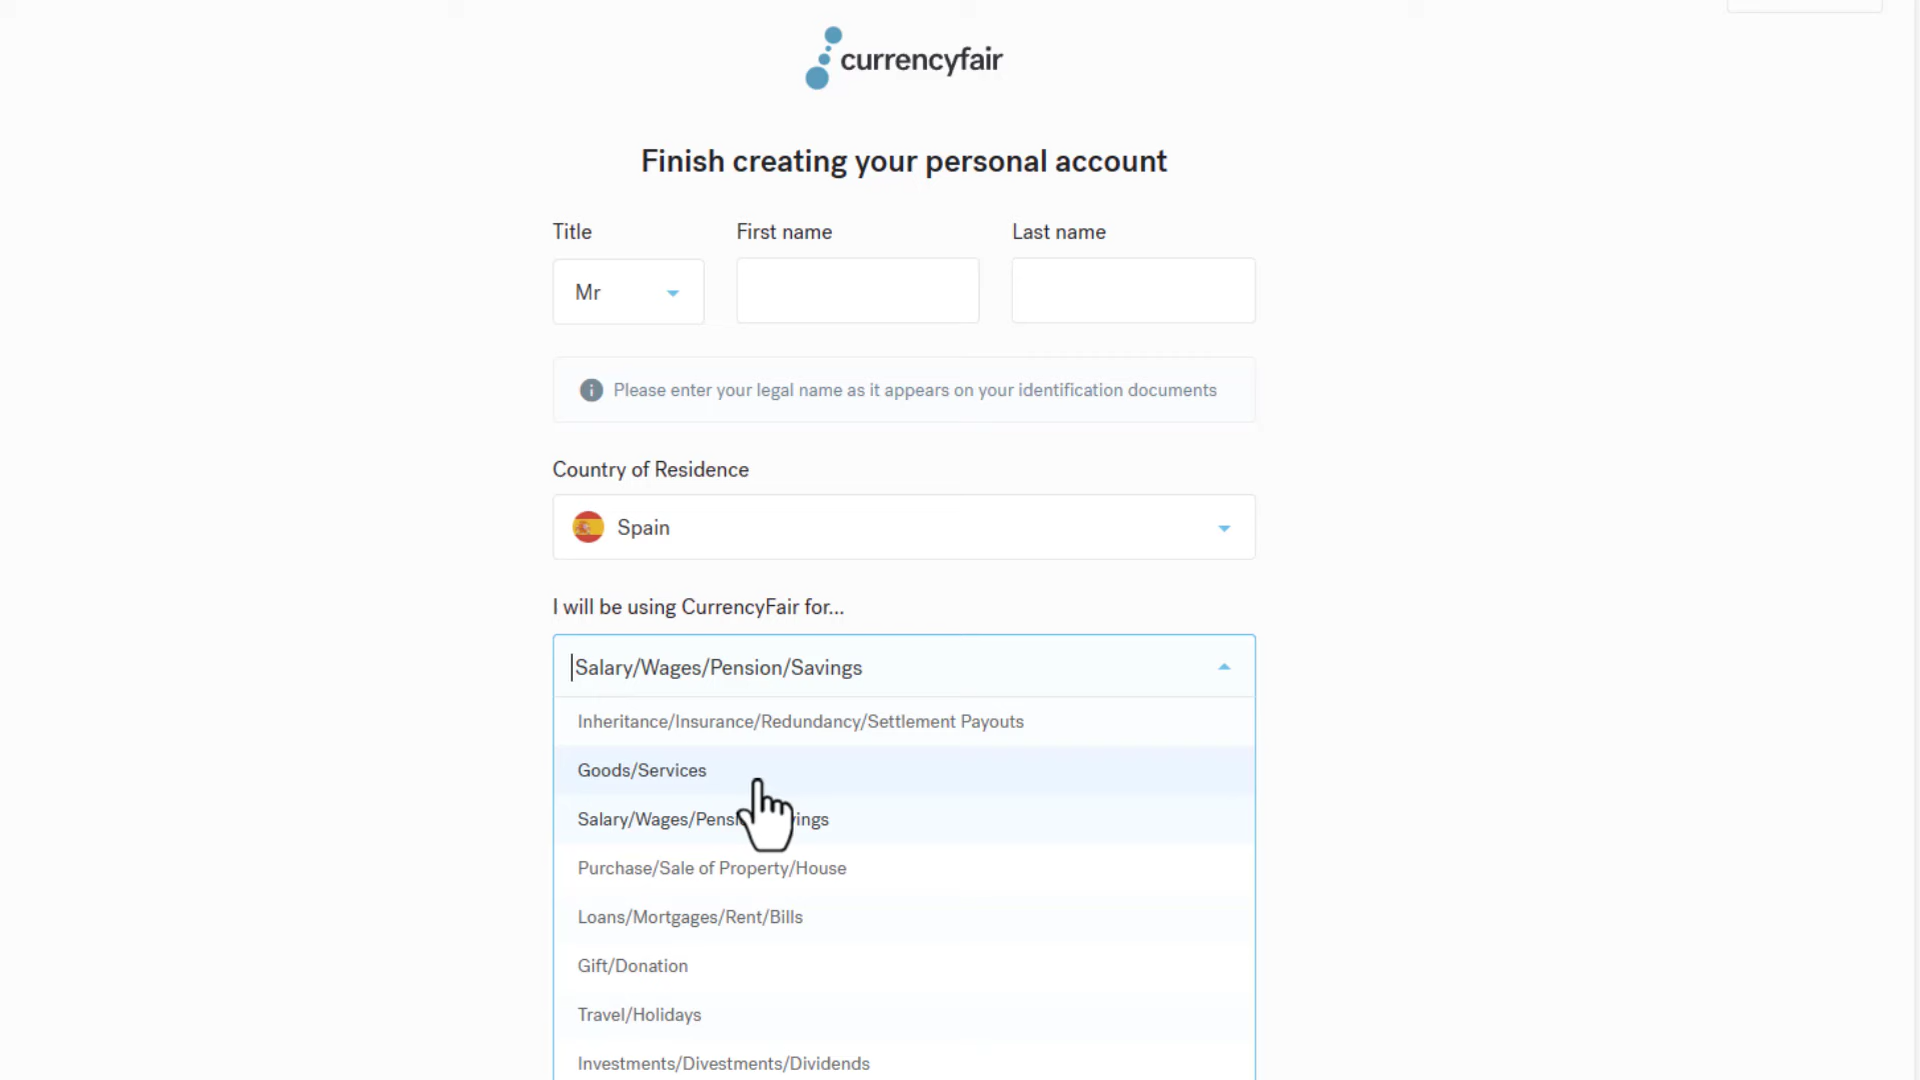 currencyfair
Finish creating your personal account
Title First name Last name
Mr
Please enter your legal name as it appears on your identification documents
Country of Residence
Spain
I will be using CurrencyFair for...
Salary/Wages/Pension/Savings
Inheritance/Insurance/Redundancy/Settlement Payouts
Goods/Services
Salary/Wages/Pension/Savings
Purchase/Sale of Property/House
Loans/Mortgages/Rent/Bills
Gift/Donation
Travel/Holidays
Investments/Divestments/Dividends